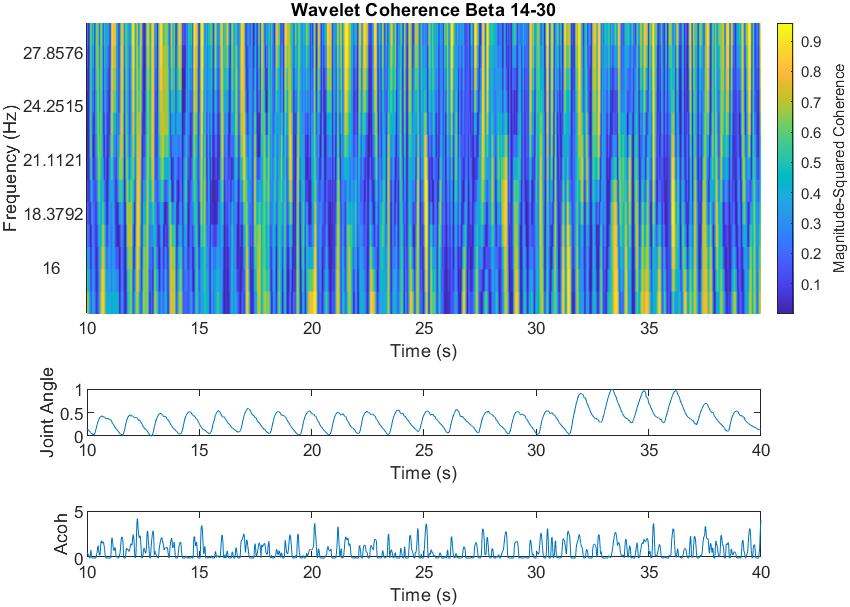 Wavelet Coherence Beta 14-30
Frequency (Hz)
27.8576
24.2515
21.1121
18.3792
16
10 15 20 25 30 35
Time (s)
0.9
0.8
0.7
0.6
0.5
0.4
0.3
0.2
0.1
Magnitude-Squared Coherence
Joint Angle
1
0.5
0
10 15 20 25 30 35 40
Time (s)
Acoh
5
0
10 15 20 25 30 35 40
Time (s)